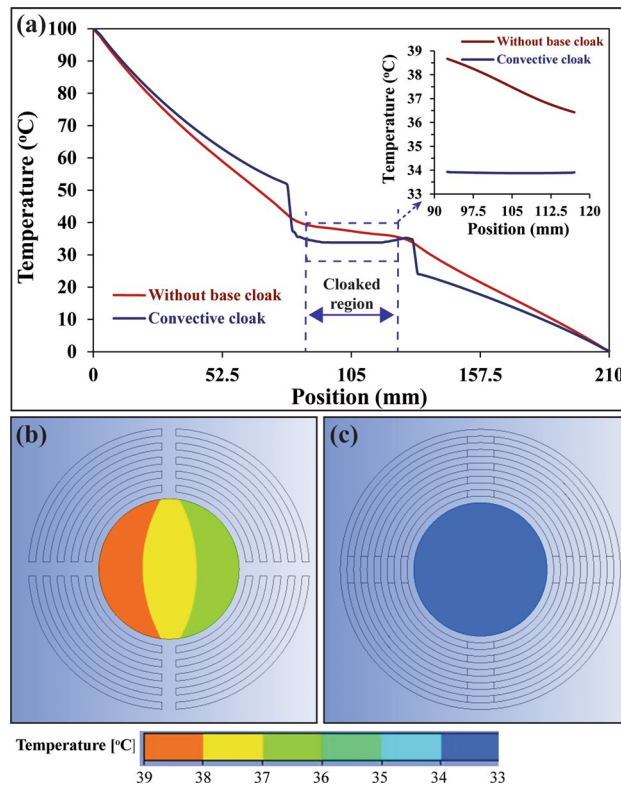 (a)
100
90
80
70
60
50
40
30
20
10
0
Temperature (°C)
0
52.5
105
157.5
210
Position (mm)
Without base cloak
Convective cloak
Cloaked
region
Without base cloak
Convective cloak
39
38
37
36
35
34
33
Temperature (°C)
90
97.5
105
112.5
120
Position (mm)
(b)
(c)
Temperature [°C]
39
38
37
36
35
34
33